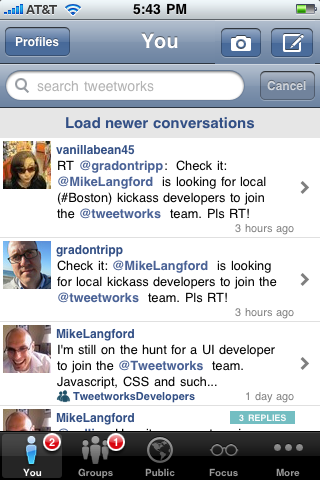 AT&T 5:43 PM
Profiles You
search tweetworks Cancel
Load newer conversations
vanillabean45
RT @gradontripp: Check it:
@MikeLangford is looking for local
(#Boston) kickass developers to join
the @tweetworks team. Pls RT!
3 hours ago
gradontripp
Check it: @MikeLangford is looking
for local kickass developers to join the
@tweetworks team. Pls RT!
3 hours ago
MikeLangford
I'm still on the hunt for a UI developer
to join the @Tweetworks team.
Javascript, CSS and such...
TweetworksDevelopers 1 day ago
MikeLangford 3 REPLIES
2 1
You Groups Public Focus More